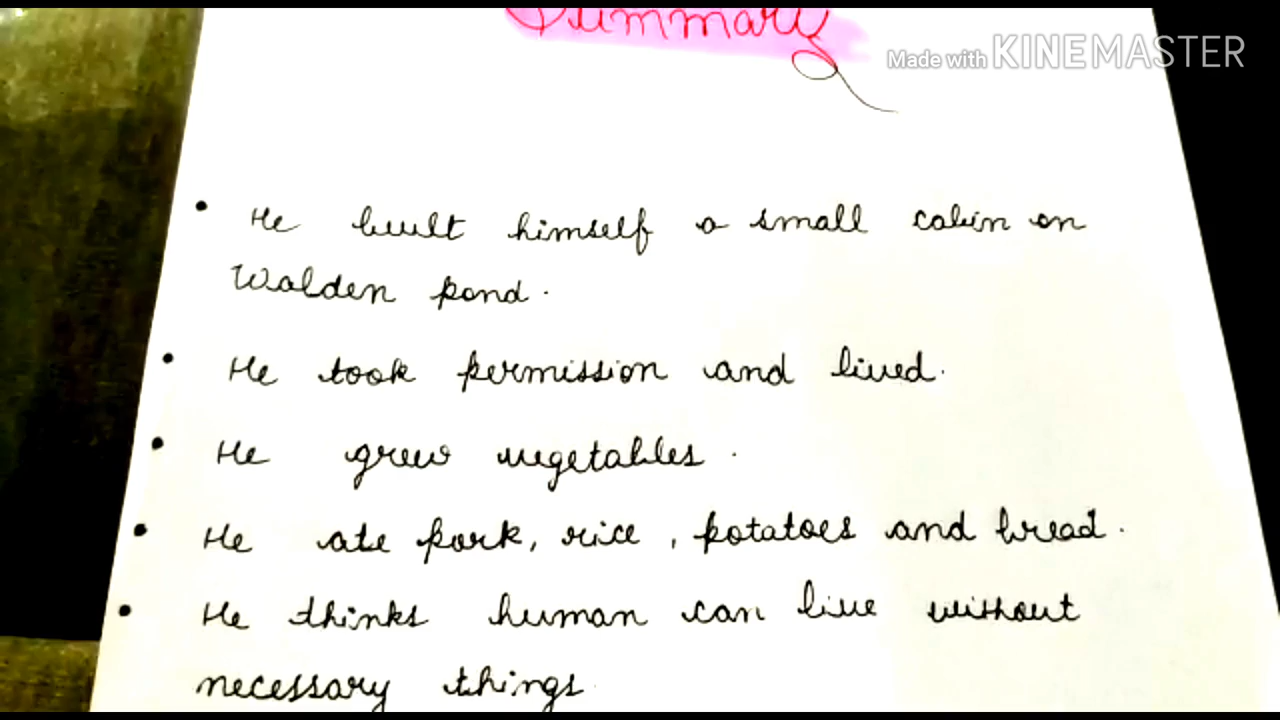 Summary
Made with KINEMASTER
• He built himself a small cabin on
Walden pond.
• He took permission and lived.
• He grew vegetables.
• He ate pork, rice, potatoes and bread.
• He thinks human can live without
necessary things